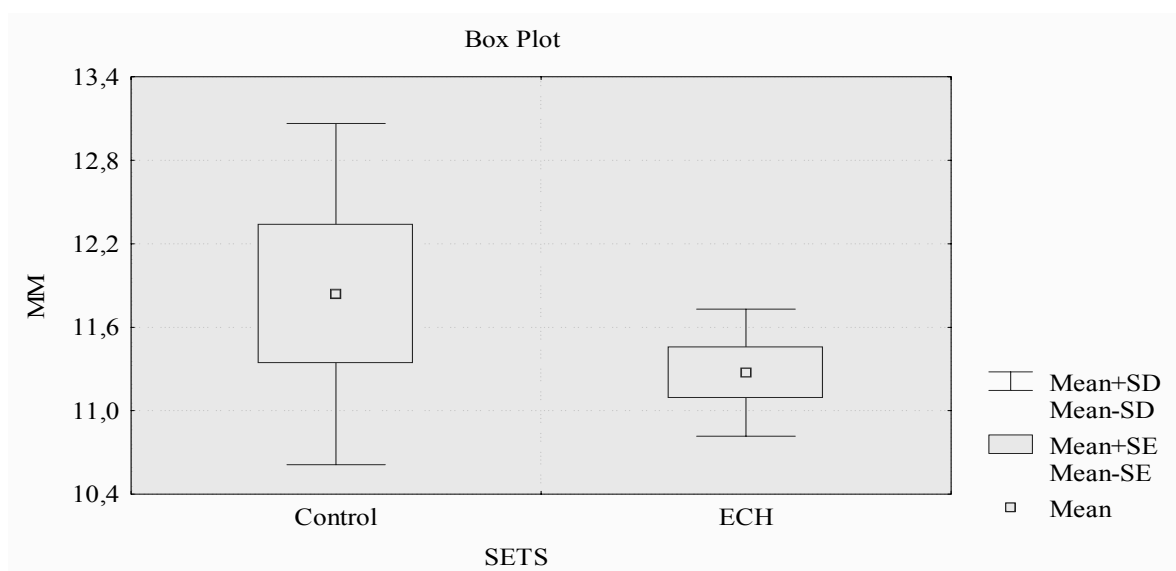 Box Plot
13,4
12,8
12,2
11,6
11,0
10,4
MM
Control
ECH
SETS
Mean+SD
Mean-SD
Mean+SE
Mean-SE
Mean